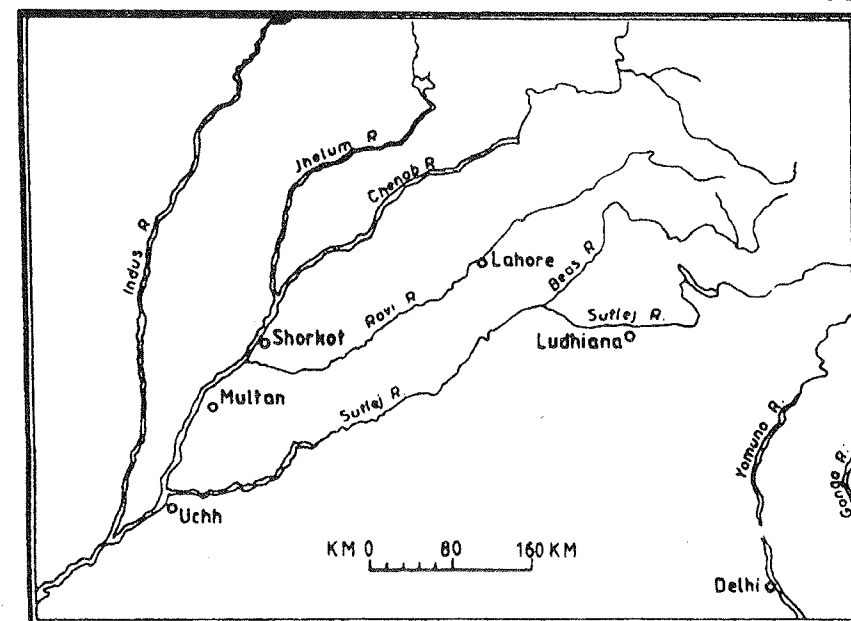 Jhelum R
Chenab R
Indus R
Lahore
Beas R
Ravi R
Sutlej R.
Shorkot
Ludhiana
Multan
Sutlej R.
Yamuna R.
Ganga R.
Uchh
KM 0 80 160 KM
Delhi